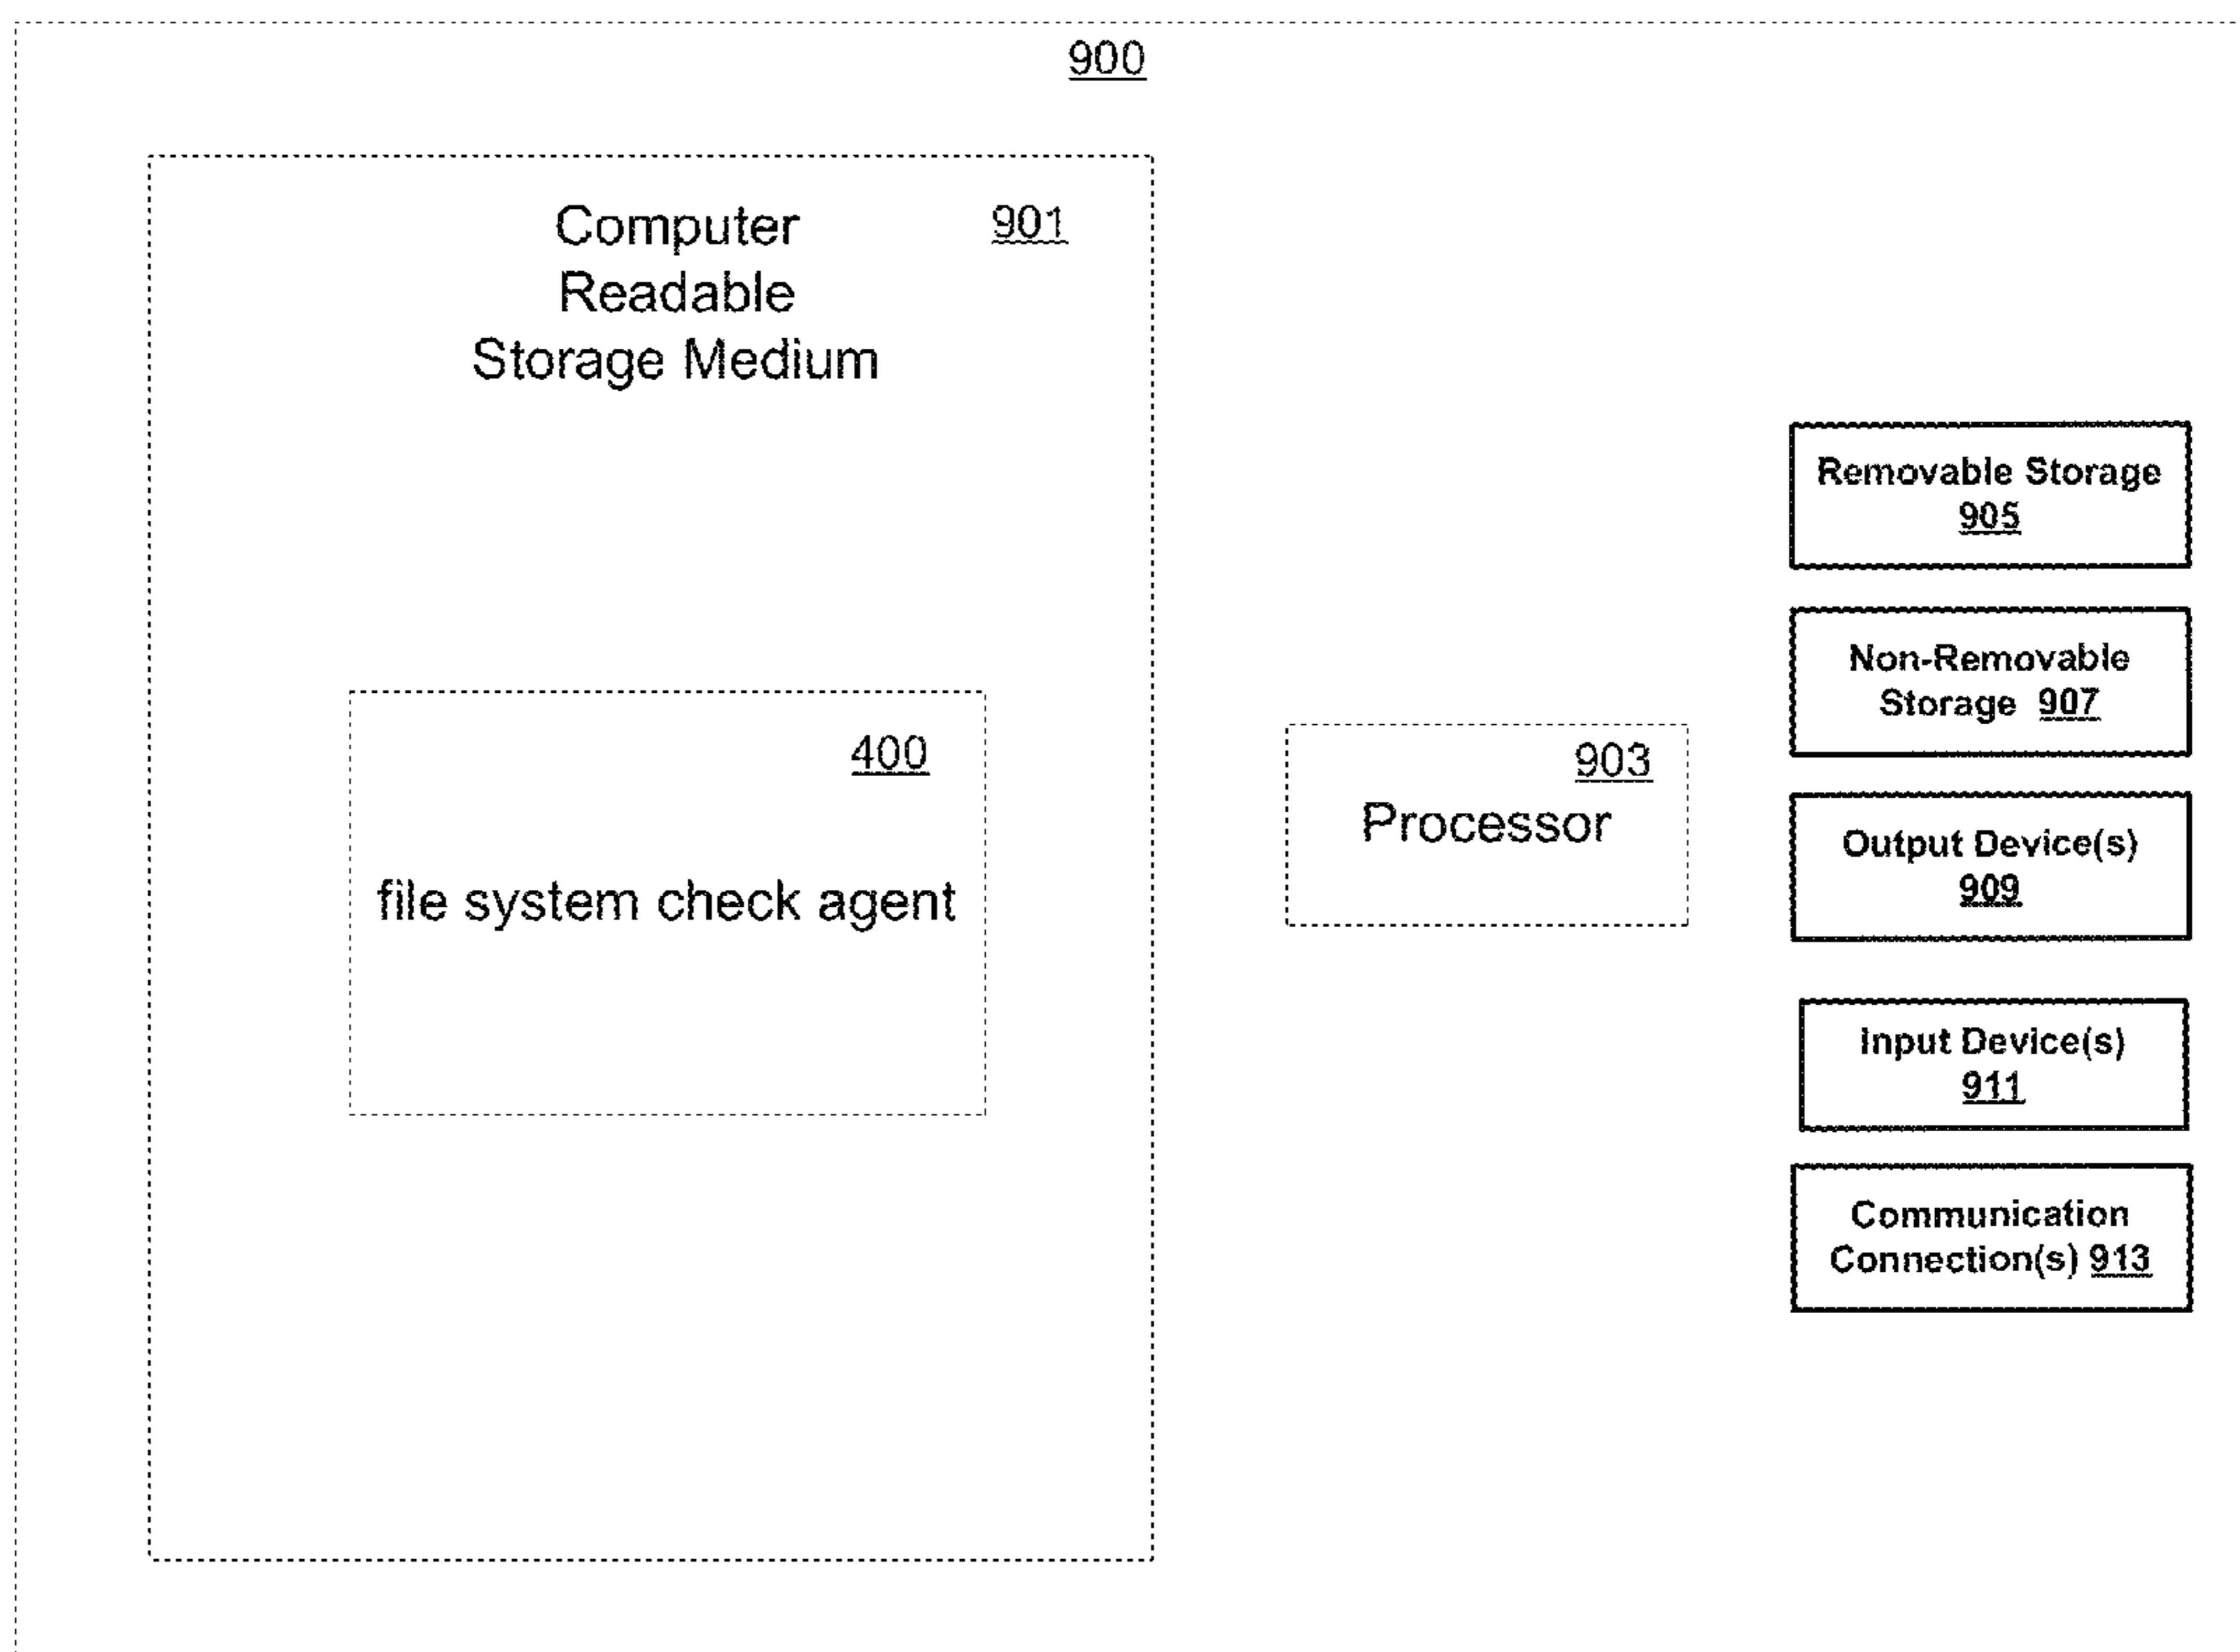 900
Computer 901
Readable
Storage Medium
400
file system check agent
903
Processor
Removable Storage
905
Non-Removable
Storage 907
Output Device(s)
909
Input Device(s)
911
Communication
Connection(s) 913